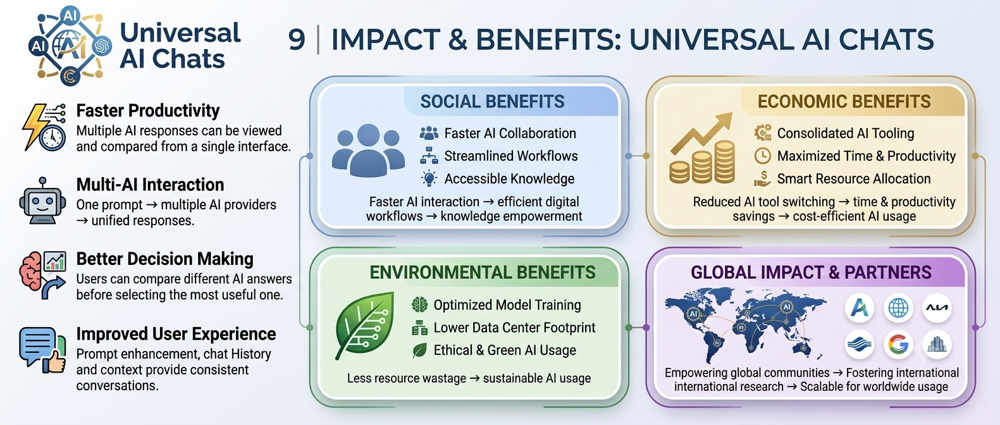 AI
AI
AI
Universal
AI Chats
9 | IMPACT & BENEFITS: UNIVERSAL AI CHATS
Faster Productivity
Multiple AI responses can be viewed
and compared from a single interface.
Multi-AI Interaction
One prompt → multiple AI providers
→ unified responses.
Better Decision Making
Users can compare different AI answers
before selecting the most useful one.
Improved User Experience
Prompt enhancement, chat History
and context provide consistent
conversations.
SOCIAL BENEFITS
Faster AI Collaboration
Streamlined Workflows
Accessible Knowledge
Faster AI interaction → efficient digital
workflows → knowledge empowerment
ECONOMIC BENEFITS
Consolidated AI Tooling
Maximized Time & Productivity
$
Smart Resource Allocation
Reduced AI tool switching → time & productivity
savings → cost-efficient AI usage
ENVIRONMENTAL BENEFITS
Optimized Model Training
Lower Data Center Footprint
Ethical & Green AI Usage
Less resource wastage → sustainable AI usage
GLOBAL IMPACT & PARTNERS
AI
AI
G
Empowering global communities → Fostering international
international research → Scalable for worldwide usage